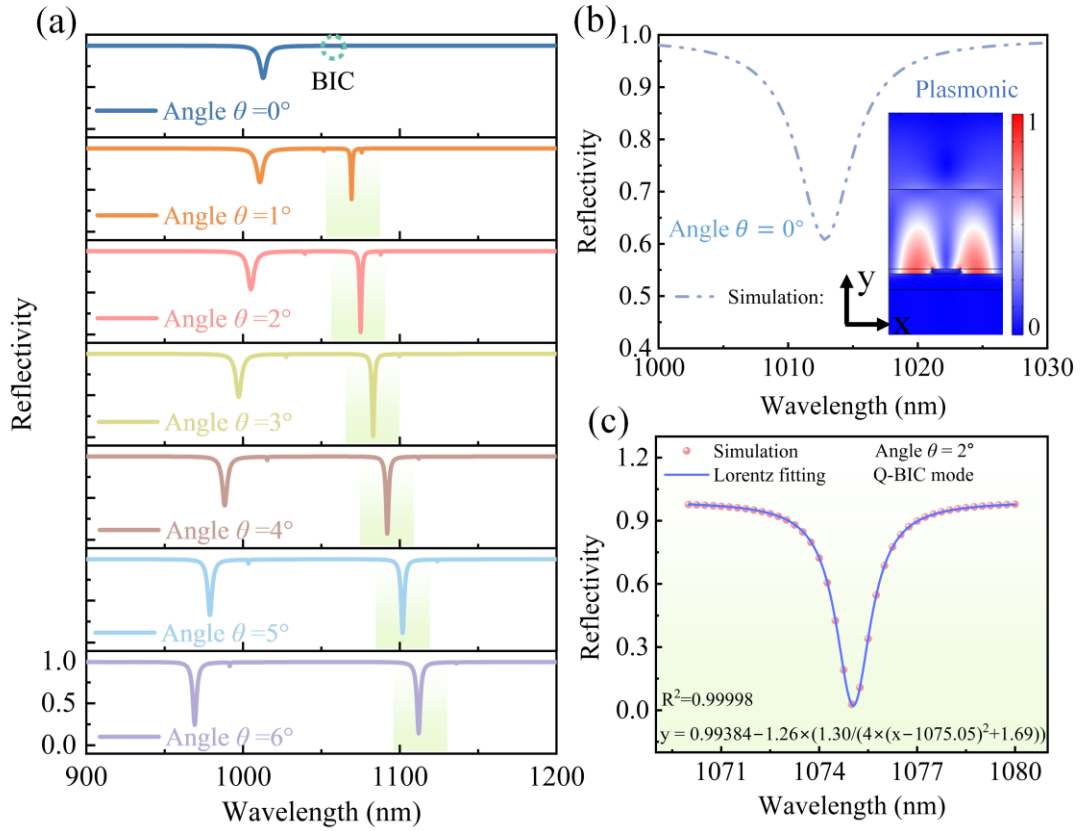 (a)
BIC
Angle θ =0°
Angle θ =1°
Angle θ =2°
Angle θ =3°
Angle θ =4°
Angle θ =5°
Angle θ =6°
1.0
0.5
0.0
900 1000 1100 1200
Wavelength (nm)
Reflectivity
(b)
1.0
0.9
0.8
0.7
0.6
0.5
0.4
Reflectivity
Plasmonic
1
0
Angle θ = 0°
Simulation:
y
x
1000 1010 1020 1030
Wavelength (nm)
(c)
1.2
0.9
0.6
0.3
0.0
Reflectivity
Simulation
Angle θ = 2°
Lorentz fitting
Q-BIC mode
R²=0.99998
y = 0.99384−1.26×(1.30/(4×(x−1075.05)²+1.69))
1071 1074 1077 1080
Wavelength (nm)